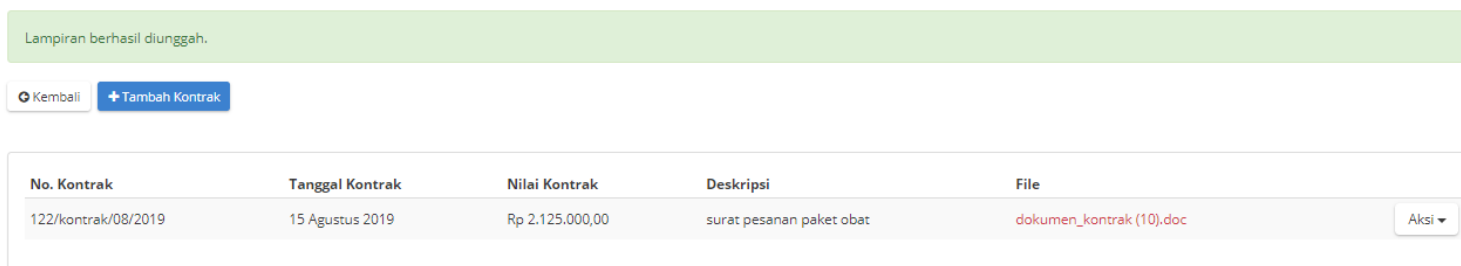 Lampiran berhasil diunggah.
Kembali + Tambah Kontrak
No. Kontrak Tanggal Kontrak Nilai Kontrak Deskripsi File
122/kontrak/08/2019 15 Agustus 2019 Rp 2.125.000,00 surat pesanan paket obat dokumen_kontrak (10).doc Aksi